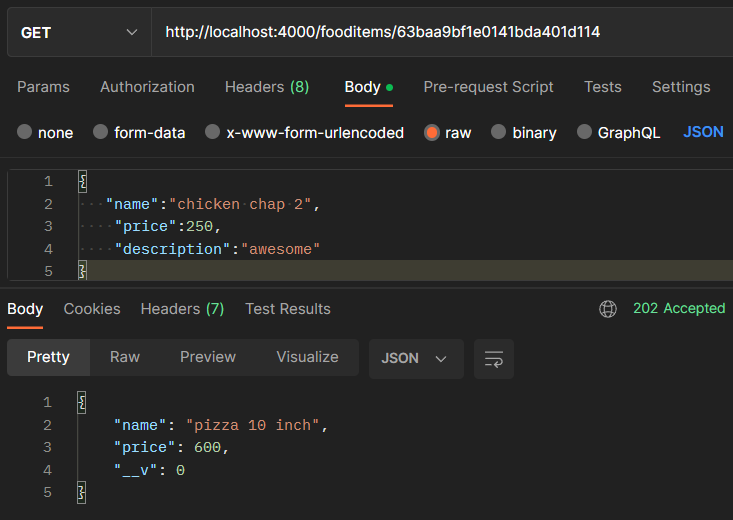 GET http://localhost:4000/fooditems/63baa9bf1e0141bda401d114
Params Authorization Headers (8) Body Pre-request Script Tests Settings
none form-data x-www-form-urlencoded raw binary GraphQL JSON
1 {
2 "name":"chicken chap 2",
3 "price":250,
4 "description":"awesome"
5 }
Body Cookies Headers (7) Test Results 202 Accepted
Pretty Raw Preview Visualize JSON
1 {
2 "name": "pizza 10 inch",
3 "price": 600,
4 "__v": 0
5 }